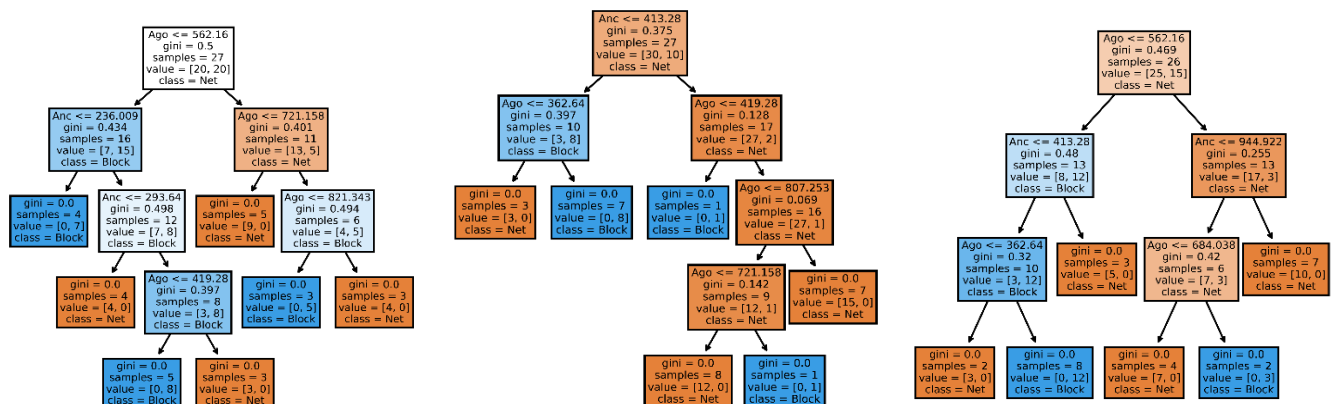 Ago <= 562.16
gini = 0.5
samples = 27
value = [20, 20]
class = Net
Anc <= 236.009
gini = 0.434
samples = 16
value = [7, 15]
class = Block
Ago <= 721.158
gini = 0.401
samples = 11
value = [13, 5]
class = Net
gini = 0.0
samples = 4
value = [0, 7]
class = Block
Anc <= 293.64
gini = 0.498
samples = 12
value = [7, 8]
class = Block
gini = 0.0
samples = 5
value = [9, 0]
class = Net
Ago <= 821.343
gini = 0.494
samples = 6
value = [4, 5]
class = Block
gini = 0.0
samples = 4
value = [4, 0]
class = Net
Ago <= 419.28
gini = 0.397
samples = 8
value = [3, 8]
class = Block
gini = 0.0
samples = 3
value = [0, 5]
class = Block
gini = 0.0
samples = 3
value = [4, 0]
class = Net
gini = 0.0
samples = 5
value = [0, 8]
class = Block
gini = 0.0
samples = 3
value = [3, 0]
class = Net
Anc <= 413.28
gini = 0.375
samples = 27
value = [30, 10]
class = Net
Ago <= 362.64
gini = 0.397
samples = 10
value = [3, 8]
class = Block
Ago <= 419.28
gini = 0.128
samples = 17
value = [27, 2]
class = Net
gini = 0.0
samples = 3
value = [3, 0]
class = Net
gini = 0.0
samples = 7
value = [0, 8]
class = Block
gini = 0.0
samples = 1
value = [0, 1]
class = Block
Ago <= 807.253
gini = 0.069
samples = 16
value = [27, 1]
class = Net
Ago <= 721.158
gini = 0.142
samples = 9
value = [12, 1]
class = Net
gini = 0.0
samples = 7
value = [15, 0]
class = Net
gini = 0.0
samples = 8
value = [12, 0]
class = Net
gini = 0.0
samples = 1
value = [0, 1]
class = Block
Ago <= 562.16
gini = 0.469
samples = 26
value = [25, 15]
class = Net
Anc <= 413.28
gini = 0.48
samples = 13
value = [8, 12]
class = Block
Anc <= 944.922
gini = 0.255
samples = 13
value = [17, 3]
class = Net
Ago <= 362.64
gini = 0.32
samples = 10
value = [3, 12]
class = Block
gini = 0.0
samples = 3
value = [5, 0]
class = Net
Ago <= 684.038
gini = 0.42
samples = 6
value = [7, 3]
class = Net
gini = 0.0
samples = 7
value = [10, 0]
class = Net
gini = 0.0
samples = 2
value = [3, 0]
class = Net
gini = 0.0
samples = 8
value = [0, 12]
class = Block
gini = 0.0
samples = 4
value = [7, 0]
class = Net
gini = 0.0
samples = 2
value = [0, 3]
class = Block